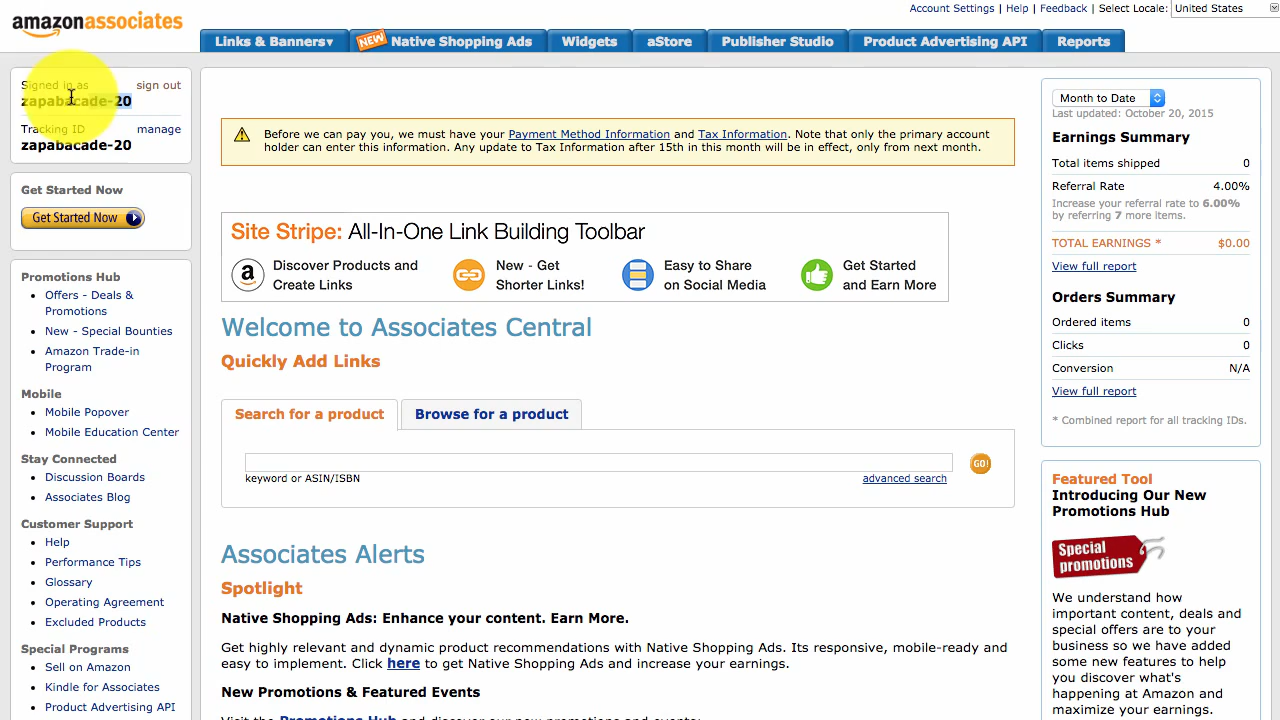 amazonassociates
Account Settings | Help | Feedback | Select Locale: United States
Links & Banners▾
NEW Native Shopping Ads
Widgets
aStore
Publisher Studio
Product Advertising API
Reports
Signed in as sign out
zapabacade-20
Tracking ID manage
zapabacade-20
Get Started Now
Get Started Now
Promotions Hub
Offers - Deals &
Promotions
New - Special Bounties
Amazon Trade-in
Program
Mobile
Mobile Popover
Mobile Education Center
Stay Connected
Discussion Boards
Associates Blog
Customer Support
Help
Performance Tips
Glossary
Operating Agreement
Excluded Products
Special Programs
Sell on Amazon
Kindle for Associates
Product Advertising API
Before we can pay you, we must have your Payment Method Information and Tax Information. Note that only the primary account
holder can enter this information. Any update to Tax Information after 15th in this month will be in effect, only from next month.
Site Stripe: All-In-One Link Building Toolbar
a
Discover Products and
Create Links
New - Get
Shorter Links!
Easy to Share
on Social Media
Get Started
and Earn More
Welcome to Associates Central
Quickly Add Links
Search for a product
Browse for a product
GO!
keyword or ASIN/ISBN
advanced search
Associates Alerts
Spotlight
Native Shopping Ads: Enhance your content. Earn More.
Get highly relevant and dynamic product recommendations with Native Shopping Ads. Its responsive, mobile-ready and
easy to implement. Click here to get Native Shopping Ads and increase your earnings.
New Promotions & Featured Events
Visit the Promotions Hub and discover our new promotions and events:
Month to Date
Last updated: October 20, 2015
Earnings Summary
Total items shipped 0
Referral Rate 4.00%
Increase your referral rate to 6.00%
by referring 7 more items.
TOTAL EARNINGS * $0.00
View full report
Orders Summary
Ordered items 0
Clicks 0
Conversion N/A
View full report
* Combined report for all tracking IDs.
Featured Tool
Introducing Our New
Promotions Hub
Special
promotions
We understand how
important content, deals and
special offers are to your
business so we have added
some new features to help
you discover what's
happening at Amazon and
maximize your earnings.